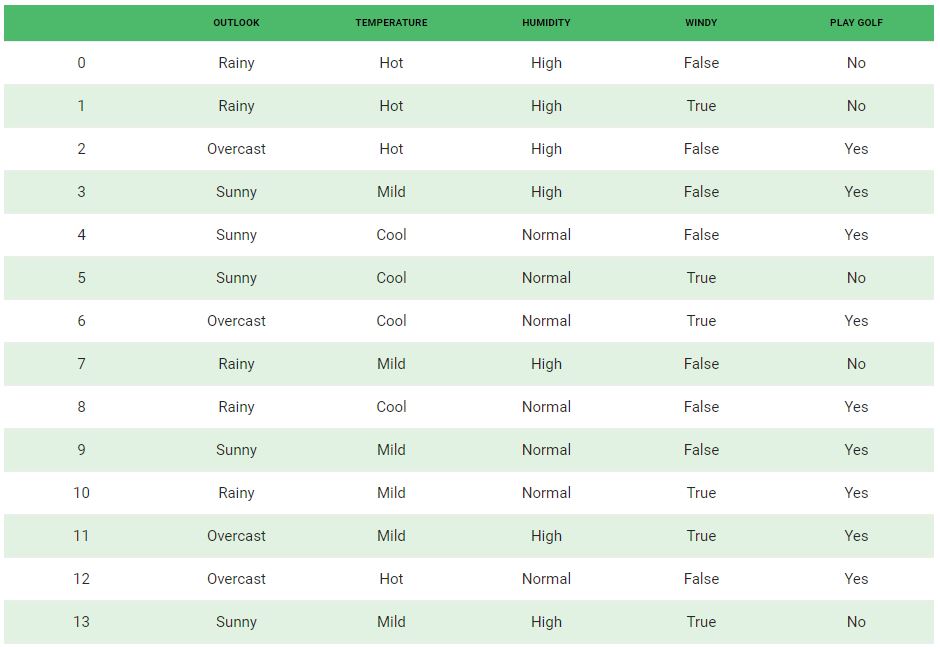 OUTLOOK TEMPERATURE HUMIDITY WINDY PLAY GOLF
0 Rainy Hot High False No
1 Rainy Hot High True No
2 Overcast Hot High False Yes
3 Sunny Mild High False Yes
4 Sunny Cool Normal False Yes
5 Sunny Cool Normal True No
6 Overcast Cool Normal True Yes
7 Rainy Mild High False No
8 Rainy Cool Normal False Yes
9 Sunny Mild Normal False Yes
10 Rainy Mild Normal True Yes
11 Overcast Mild High True Yes
12 Overcast Hot Normal False Yes
13 Sunny Mild High True No